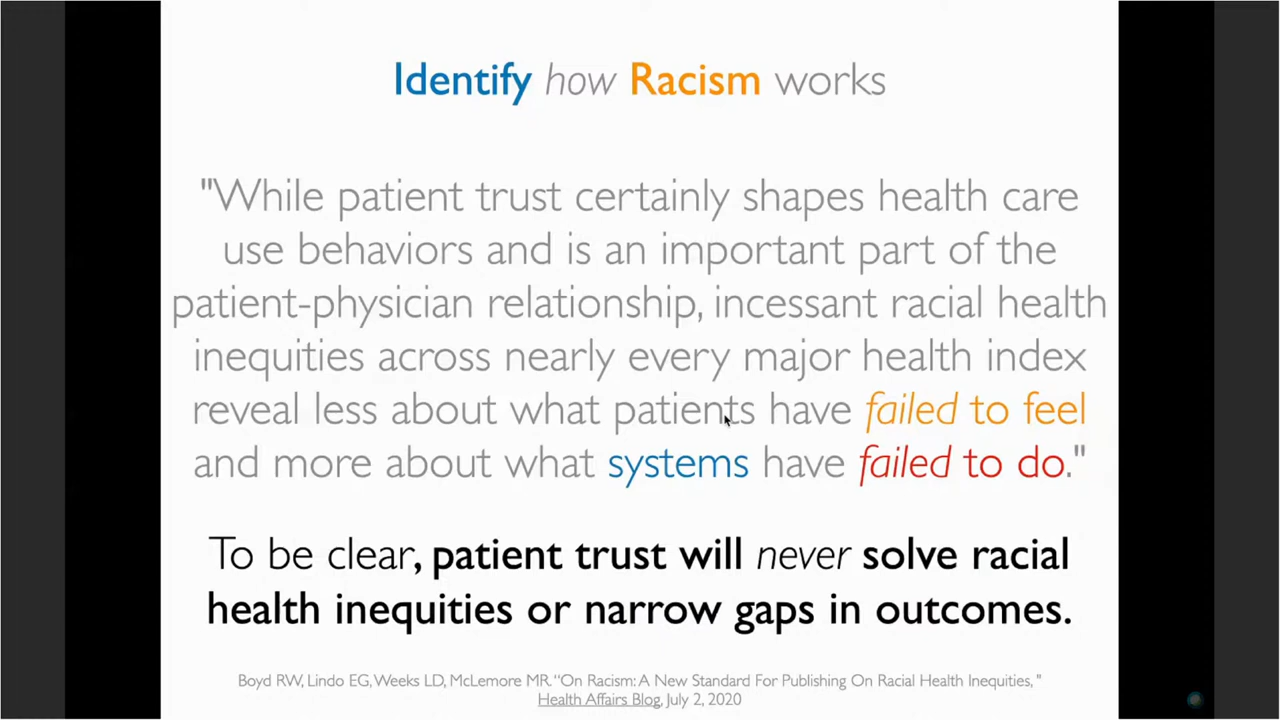 Identify how Racism works
"While patient trust certainly shapes health care
use behaviors and is an important part of the
patient-physician relationship, incessant racial health
inequities across nearly every major health index
reveal less about what patients have failed to feel
and more about what systems have failed to do."
To be clear, patient trust will never solve racial
health inequities or narrow gaps in outcomes.
Boyd RW, Lindo EG, Weeks LD, McLemore MR. "On Racism: A New Standard For Publishing On Racial Health Inequities, "
Health Affairs Blog, July 2, 2020